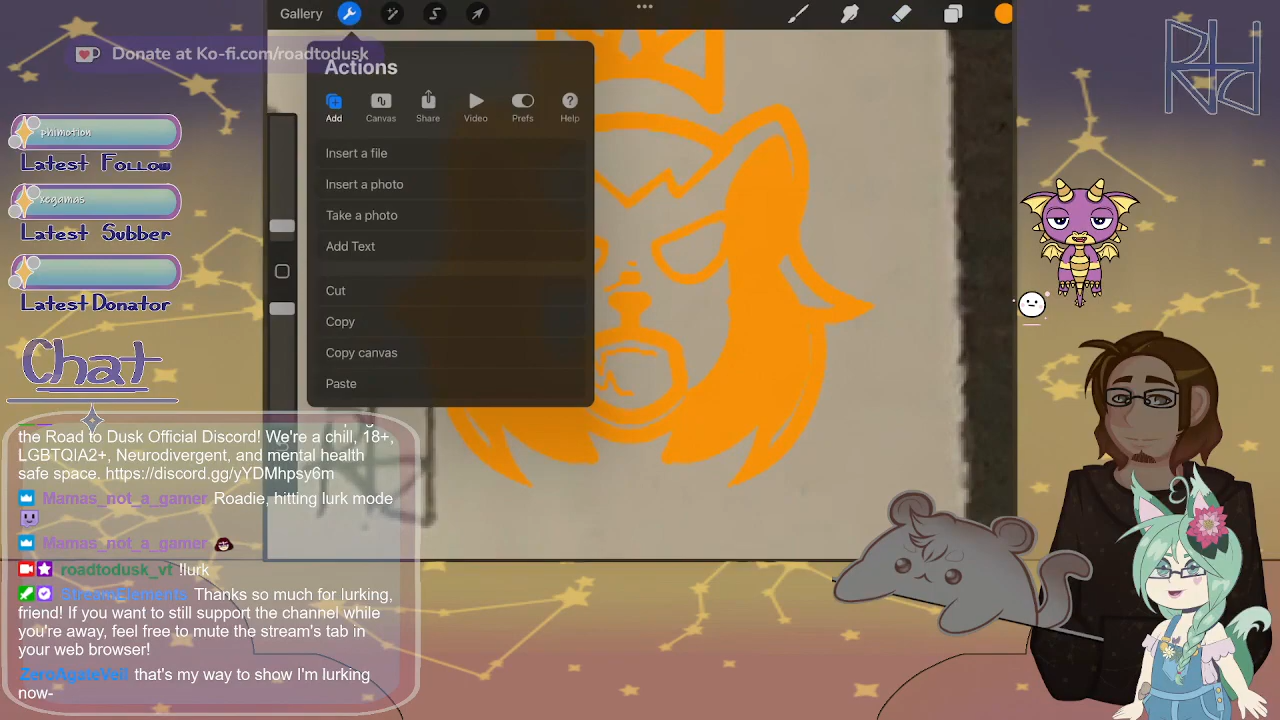 Gallery
Donate at Ko-fi.com/roadtodusk
Actions
Add
Canvas
Share
Video
Prefs
Help
Insert a file
Insert a photo
Take a photo
Add Text
Cut
Copy
Copy canvas
Paste
phimotion
Latest Follow
xcgamas
Latest Subber
Latest Donator
Chat
the Road to Dusk Official Discord! We're a chill, 18+,
LGBTQIA2+, Neurodivergent, and mental health
safe space. https://discord.gg/yYDMhpsy6m
Mamas_not_a_gamer Roadie, hitting lurk mode
Mamas_not_a_gamer
roadtodusk_vt !lurk
StreamElements Thanks so much for lurking,
friend! If you want to still support the channel while
you're away, feel free to mute the stream's tab in
your web browser!
ZeroAgateVeil that's my way to show I'm lurking
now-